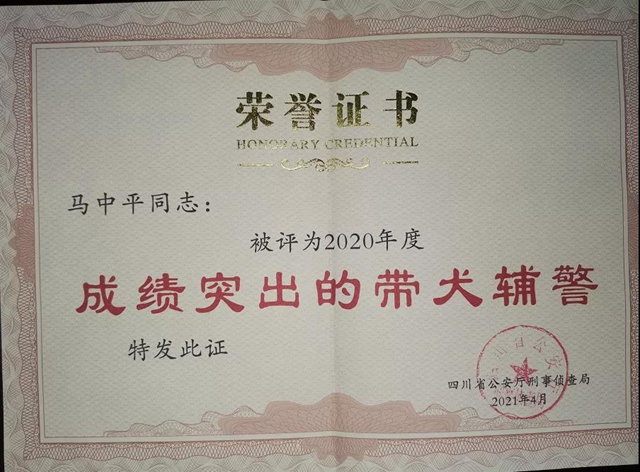 荣誉证书
HONORARY CREDENTIAL
马中平同志：
被评为2020年度
成绩突出的带犬辅警
特发此证
四川省公安厅刑事侦查局
2021年4月